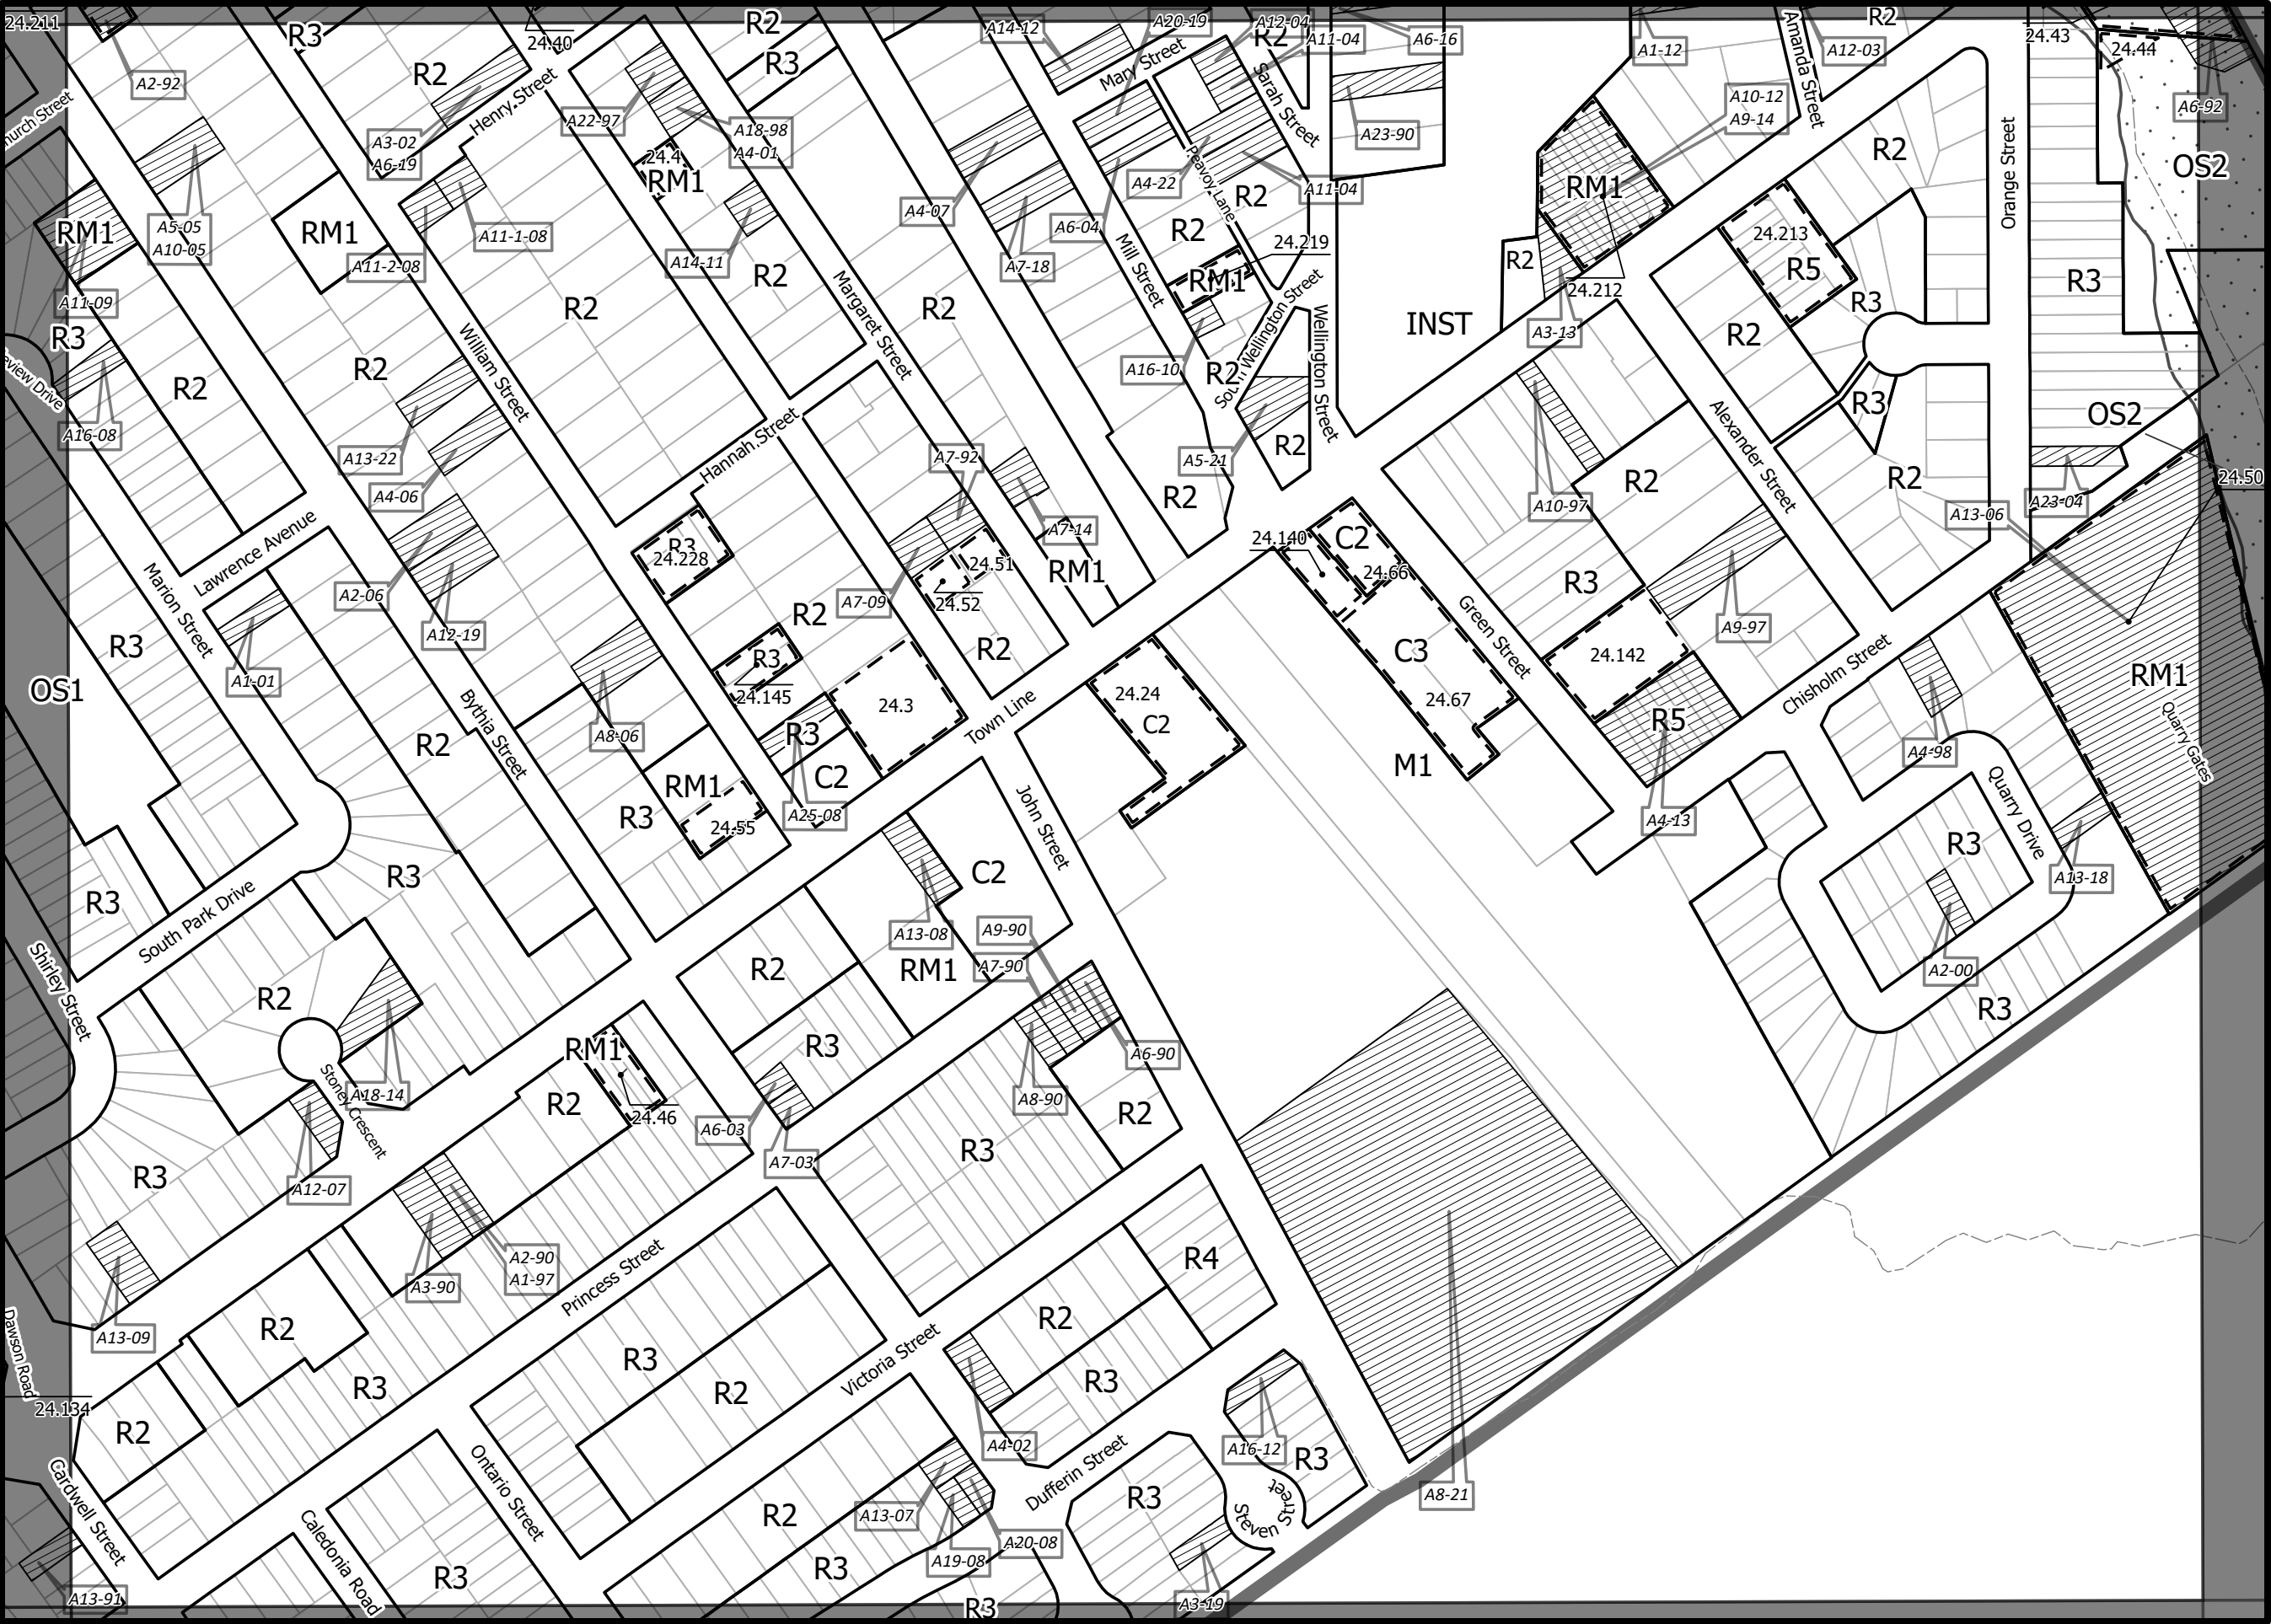 24.211
R3
24.40
R2
R3
R2
A14-12
A20-19
A12-04
R2
A11-04
A6-16
A1-12
Amanda Street
R2
A12-03
24.43
24.44
A2-92
Mary Street
Sarah Street
Henry Street
A22-97
A18-98
A4-01
A3-02
A6-19
A23-90
A10-12
A9-14
A6-92
OS2
R2
Orange Street
24.4
RM1
RM1
A4-22
Peavoy Lane
R2
A11-04
RM1
A5-05
A10-05
RM1
A11-1-08
A11-2-08
A14-11
R2
A4-07
A7-18
A6-04
R2
Mill Street
24.219
RM1
R2
24.212
24.213
R5
R3
R3
A11-09
R3
R2
R2
Margaret Street
R2
South Wellington Street
Wellington Street
INST
A3-13
R2
R2
R2
William Street
A16-10
R2
R3
OS2
A16-08
A13-22
A4-06
Hannah Street
A7-92
A5-21
R2
R2
A10-97
R2
Alexander Street
R2
24.50
A23-04
A13-06
Lawrence Avenue
Marion Street
A2-06
A12-19
R3
24.228
A7-14
RM1
24.51
24.52
A7-09
R2
24.140
C2
24.66
R3
Green Street
A9-97
R3
OS1
A1-01
R2
Bythia Street
A8-06
R3
24.145
24.3
R2
Town Line
24.24
C2
C3
24.67
M1
24.142
R5
Chisholm Street
RM1
Quarry Gates
R3
C2
A25-08
RM1
24.55
R3
John Street
A4-13
A4-98
Quarry Drive
R3
A13-18
R3
R3
South Park Drive
C2
A13-08
A9-90
A7-90
RM1
R2
A2-00
R3
Shirley Street
R2
Stoney Crescent
A18-14
RM1
24.46
R2
R3
A6-03
A7-03
A8-90
A6-90
R2
R3
R3
A12-07
A3-90
A2-90
A1-97
Princess Street
R4
A13-09
R2
R3
Dawson Road
24.134
R2
R3
R2
Victoria Street
R2
R3
A4-02
A16-12
R3
Steven Street
A8-21
Cardwell Street
Caledonia Road
Ontario Street
R3
R2
R3
A13-07
A19-08
A20-08
Dufferin Street
R3
A3-19
R3
A13-91